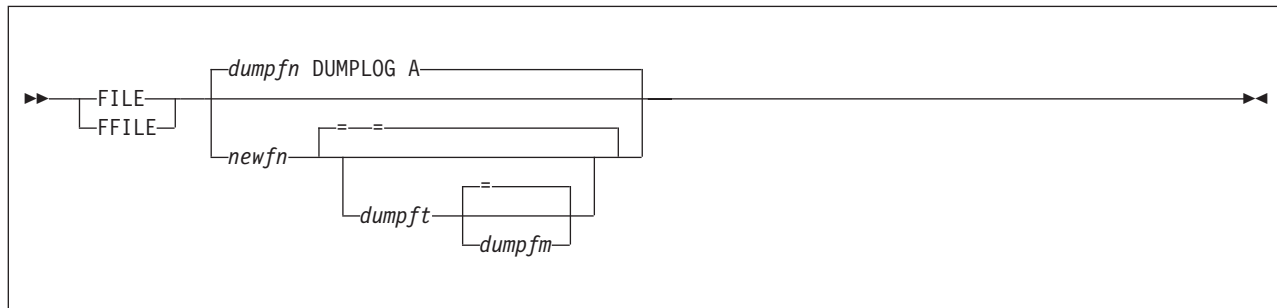 dumpfn DUMPLOG A
FILE
FFILE
newfn = =
dumpft =
dumpfm